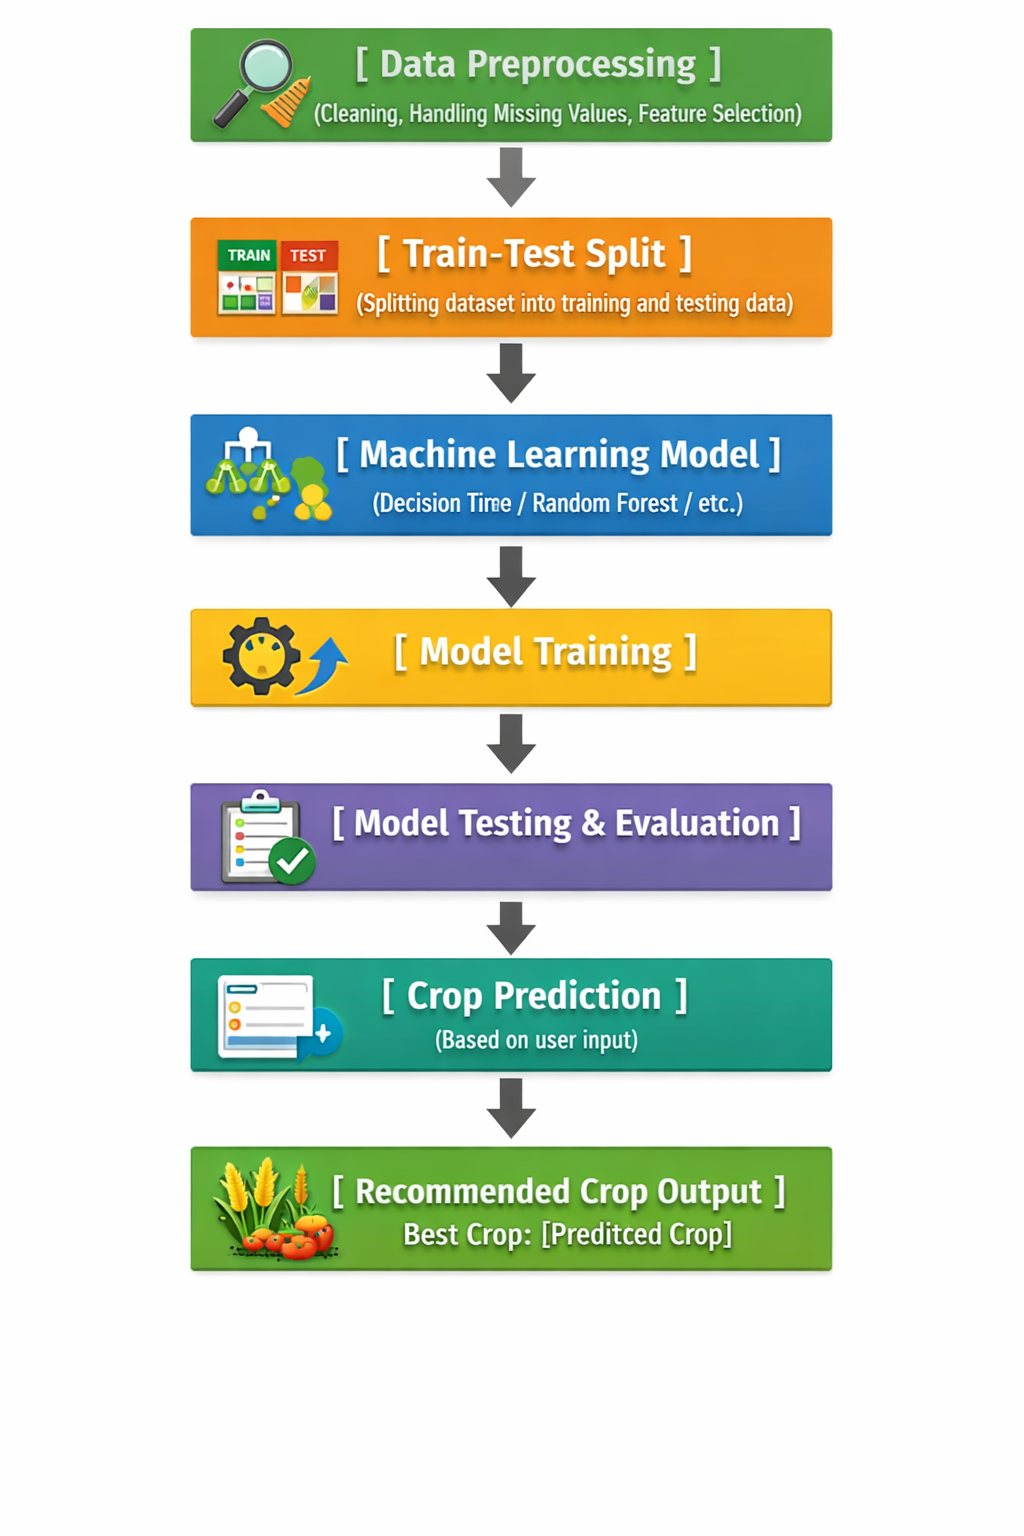 [ Data Preprocessing ]
(Cleaning, Handling Missing Values, Feature Selection)
[ Train-Test Split ]
TRAIN TEST
(Splitting dataset into training and testing data)
[ Machine Learning Model ]
(Decision / Random Forest / etc.)
[ Model Training ]
[ Model Testing & Evaluation ]
[ Crop Prediction ]
(Based on user input)
[ Recommended Crop Output ]
Best Crop: [Preditced Crop]